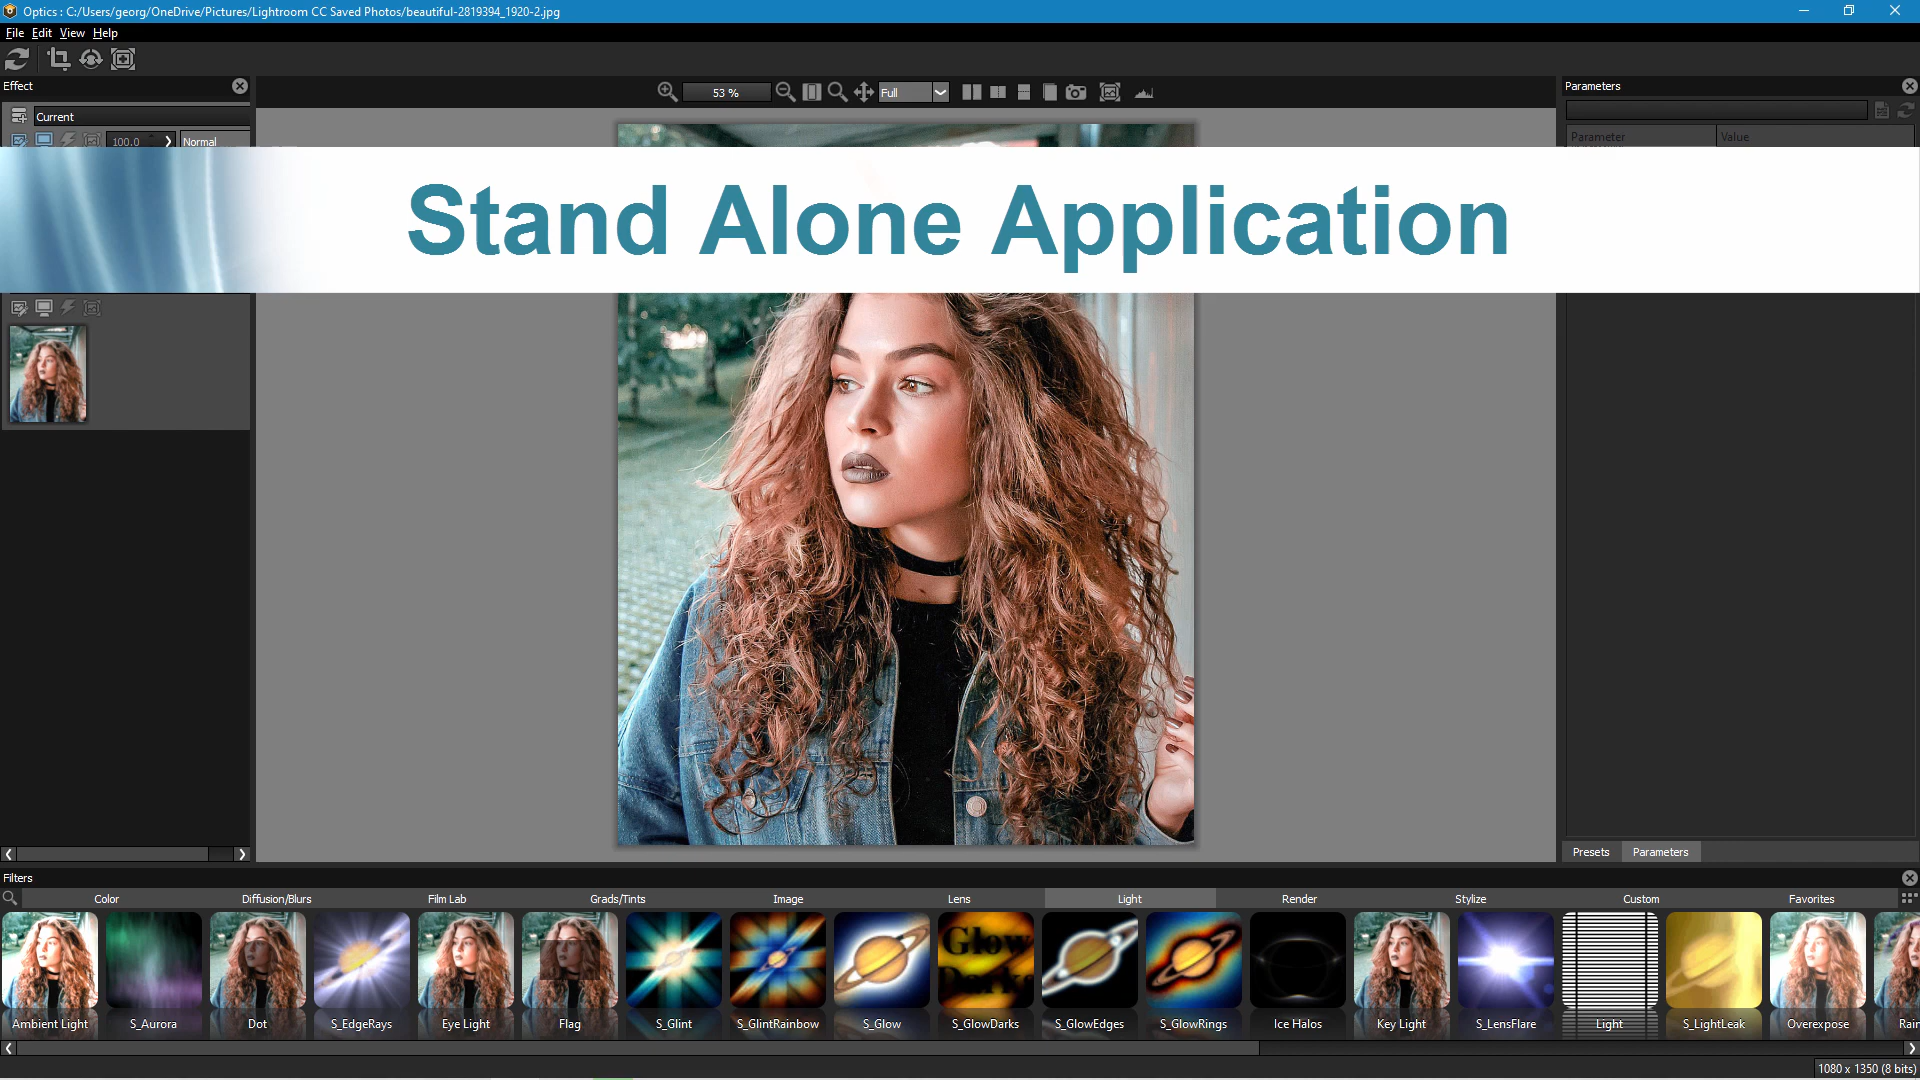 Optics : C:/Users/georg/OneDrive/Pictures/Lightroom CC Saved Photos/beautiful-2819394_1920-2.jpg
File Edit View Help
Effect
53 %
Full
Parameters
Current
100.0
Normal
Parameter Value
Stand Alone Application
Presets Parameters
Filters
Color Diffusion/Blurs Film Lab Grads/Tints Image Lens Light Render Stylize Custom Favorites
Glow
Ambient Light S_Aurora Dot S_EdgeRays Eye Light Flag S_Glint S_GlintRainbow S_Glow S_GlowDarks S_GlowEdges S_GlowRings Ice Halos Key Light S_LensFlare Light S_LightLeak Overexpose
1080 x 1350 (8 bits)